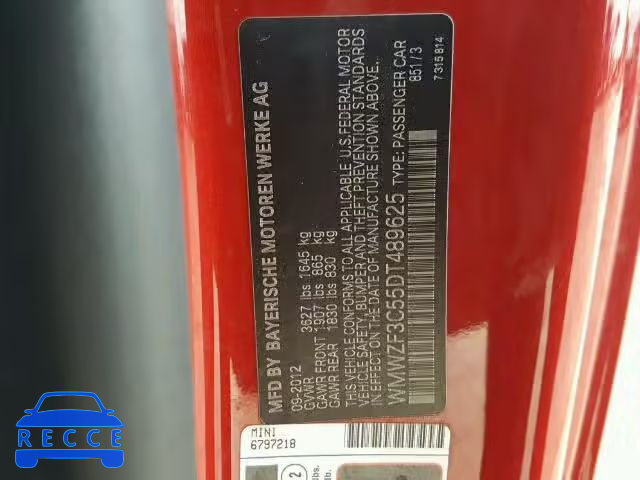 MFD BY BAYERISCHE MOTOREN WERKE AG
09-2012
GVWR 3627 lbs 1645 kg
GAWR FRONT 1907 lbs 865 kg
GAWR REAR 1830 lbs 830 kg
THIS VEHICLE CONFORMS TO ALL APPLICABLE U.S.FEDERAL MOTOR
VEHICLE SAFETY, BUMPER AND THEFT PREVENTION STANDARDS
IN EFFECT ON THE DATE OF MANUFACTURE SHOWN ABOVE.
WMWZF3C55DT489625 TYPE: PASSENGER CAR
851/3
7315814
MINI
6797218
2
lbs.
lb.
RECCE